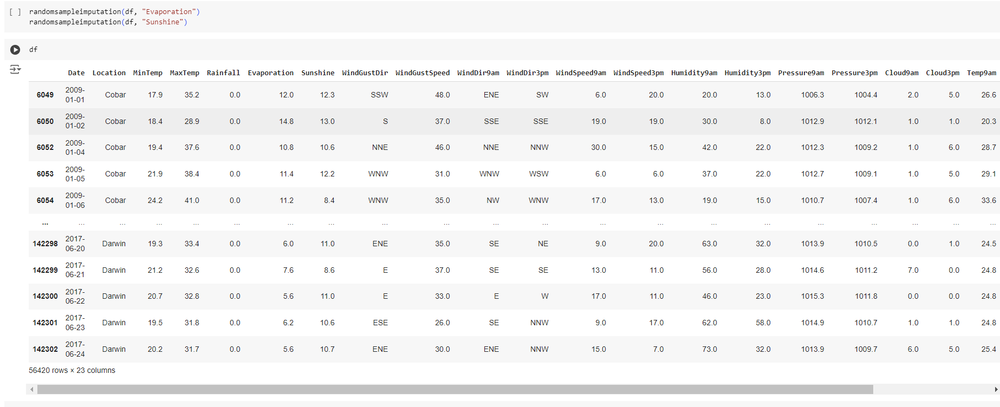 [ ] randomsampleimputation(df, "Evaporation")
randomsampleimputation(df, "Sunshine")
df
Date Location MinTemp MaxTemp Rainfall Evaporation Sunshine WindGustDir WindGustSpeed WindDir9am WindDir3pm WindSpeed9am WindSpeed3pm Humidity9am Humidity3pm Pressure9am Pressure3pm Cloud9am Cloud3pm Temp9am
6049 2009-01-01 Cobar 17.9 35.2 0.0 12.0 12.3 SSW 48.0 ENE SW 6.0 20.0 20.0 13.0 1006.3 1004.4 2.0 5.0 26.6
6050 2009-01-02 Cobar 18.4 28.9 0.0 14.8 13.0 S 37.0 SSE SSE 19.0 19.0 30.0 8.0 1012.9 1012.1 1.0 1.0 20.3
6052 2009-01-04 Cobar 19.4 37.6 0.0 10.8 10.6 NNE 46.0 NNE NNW 30.0 15.0 42.0 22.0 1012.3 1009.2 1.0 6.0 28.7
6053 2009-01-05 Cobar 21.9 38.4 0.0 11.4 12.2 WNW 31.0 WNW WSW 6.0 6.0 37.0 22.0 1012.7 1009.1 1.0 5.0 29.1
6054 2009-01-06 Cobar 24.2 41.0 0.0 11.2 8.4 WNW 35.0 NW WNW 17.0 13.0 19.0 15.0 1010.7 1007.4 1.0 6.0 33.6
... ... ... ... ... ... ... ... ... ... ... ... ... ... ... ... ... ... ... ... ...
142298 2017-06-20 Darwin 19.3 33.4 0.0 6.0 11.0 ENE 35.0 SE NE 9.0 20.0 63.0 32.0 1013.9 1010.5 0.0 1.0 24.5
142299 2017-06-21 Darwin 21.2 32.6 0.0 7.6 8.6 E 37.0 SE SE 13.0 11.0 56.0 28.0 1014.6 1011.2 7.0 0.0 24.8
142300 2017-06-22 Darwin 20.7 32.8 0.0 5.6 11.0 E 33.0 E W 17.0 11.0 46.0 23.0 1015.3 1011.8 0.0 0.0 24.8
142301 2017-06-23 Darwin 19.5 31.8 0.0 6.2 10.6 ESE 26.0 SE NNW 9.0 17.0 62.0 58.0 1014.9 1010.7 1.0 1.0 24.8
142302 2017-06-24 Darwin 20.2 31.7 0.0 5.6 10.7 ENE 30.0 ENE NNW 15.0 7.0 73.0 32.0 1013.9 1009.7 6.0 5.0 25.4
56420 rows × 23 columns